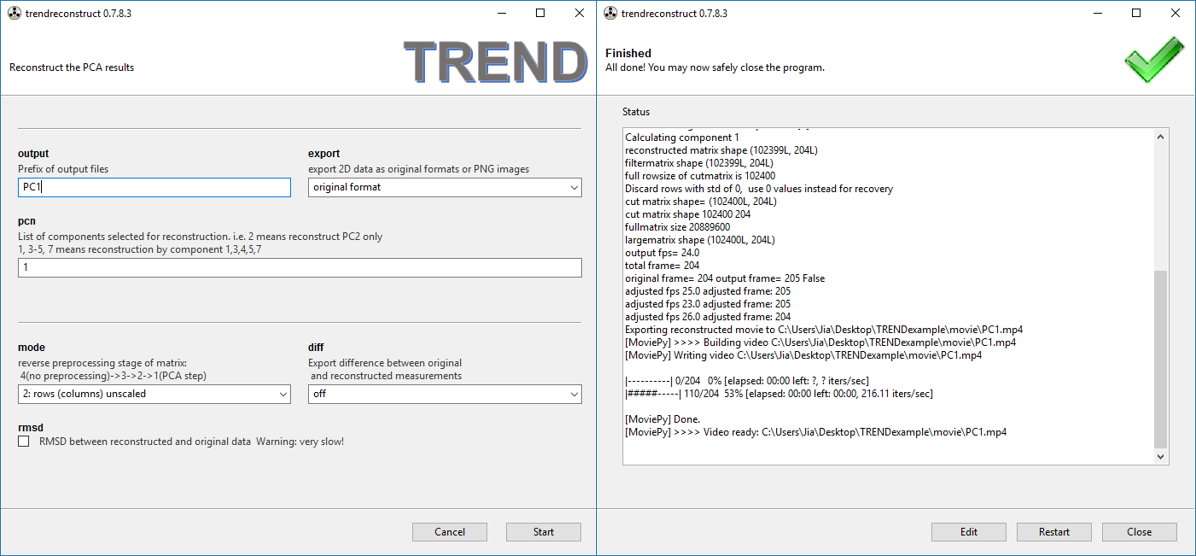 trendreconstruct 0.7.8.3
Reconstruct the PCA results
TREND
output
Prefix of output files
PC1
export
export 2D data as original formats or PNG images
original format
pcn
List of components selected for reconstruction. i.e. 2 means reconstruct PC2 only
1, 3-5, 7 means reconstruction by component 1,3,4,5,7
1
mode
reverse preprocessing stage of matrix:
4(no preprocessing)->3->2->1(PCA step)
2: rows (columns) unscaled
diff
Export difference between original
and reconstructed measurements
off
rmsd
RMSD between reconstructed and original data Warning: very slow!
Cancel
Start
trendreconstruct 0.7.8.3
Finished
All done! You may now safely close the program.
Status
Calculating component 1
reconstructed matrix shape (102399L, 204L)
filtermatrix shape (102399L, 204L)
full rowsize of cutmatrix is 102400
Discard rows with std of 0, use 0 values instead for recovery
cut matrix shape= (102400L, 204L)
cut matrix shape 102400 204
fullmatrix size 20889600
largematrix shape (102400L, 204L)
output fps= 24.0
total frame= 204
original frame= 204 output frame= 205 False
adjusted fps 25.0 adjusted frame: 205
adjusted fps 23.0 adjusted frame: 205
adjusted fps 26.0 adjusted frame: 204
Exporting reconstructed movie to C:\Users\Jia\Desktop\TRENDexample\movie\PC1.mp4
[MoviePy] >>>> Building video C:\Users\Jia\Desktop\TRENDexample\movie\PC1.mp4
[MoviePy] Writing video C:\Users\Jia\Desktop\TRENDexample\movie\PC1.mp4
|----------| 0/204 0% [elapsed: 00:00 left: ?, ? iters/sec]
|#####-----| 110/204 53% [elapsed: 00:00 left: 00:00, 216.11 iters/sec]
[MoviePy] Done.
[MoviePy] >>>> Video ready: C:\Users\Jia\Desktop\TRENDexample\movie\PC1.mp4
Edit
Restart
Close